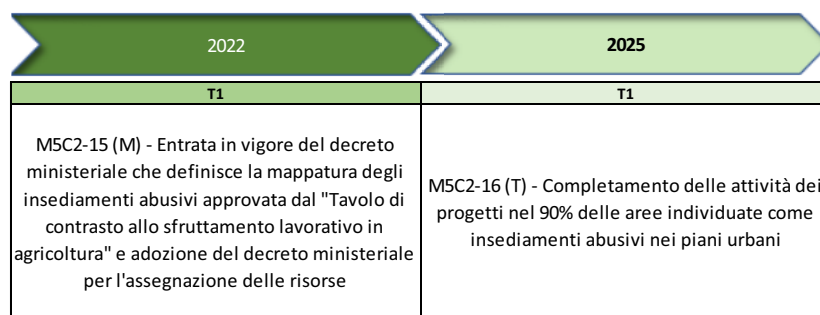 2022
2025
T1
T1
M5C2-15 (M) - Entrata in vigore del decreto
ministeriale che definisce la mappatura degli
insediamenti abusivi approvata dal "Tavolo di
contrasto allo sfruttamento lavorativo in
agricoltura" e adozione del decreto ministeriale
per l'assegnazione delle risorse
M5C2-16 (T) - Completamento delle attività dei
progetti nel 90% delle aree individuate come
insediamenti abusivi nei piani urbani